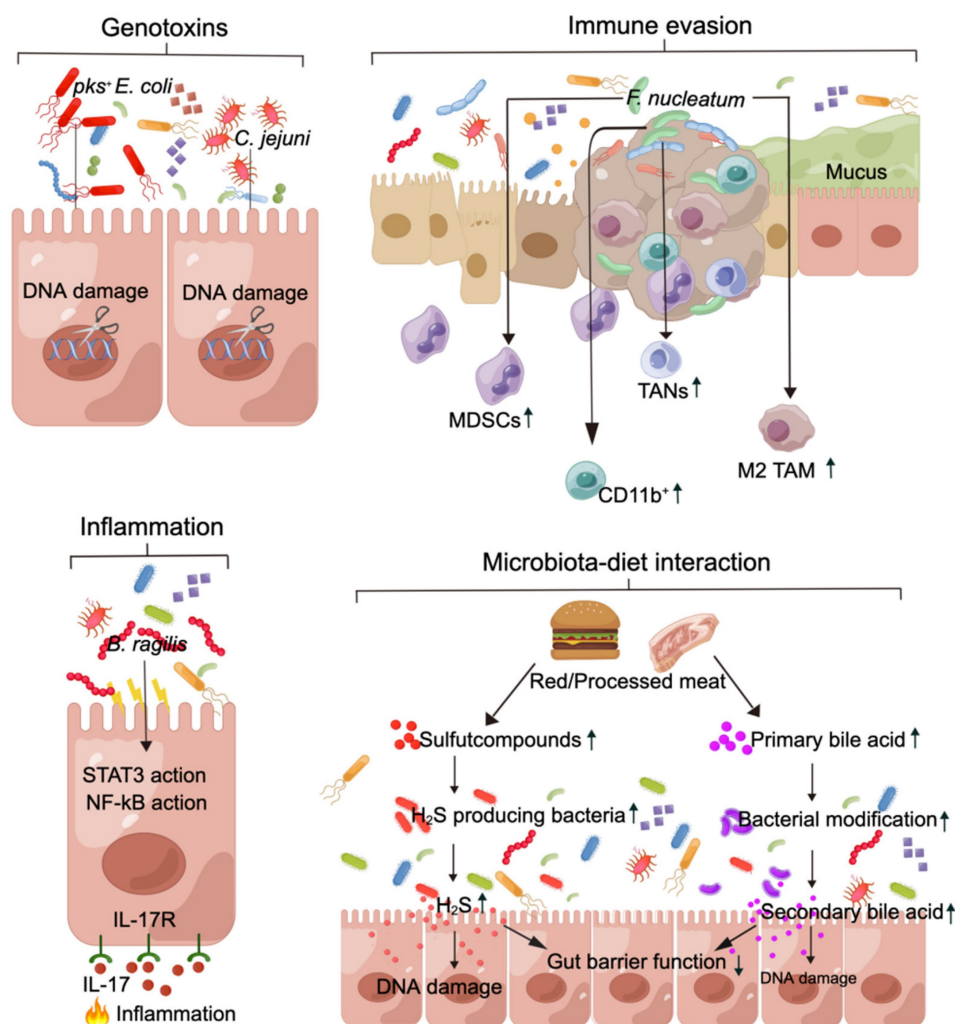 Genotoxins
pks+ E. coli
C. jejuni
DNA damage
DNA damage
Immune evasion
F. nucleatum
Mucus
MDSCs↑
TANs↑
CD11b+↑
M2 TAM ↑
Inflammation
B. ragilis
STAT3 action
NF-kB action
IL-17R
IL-17
Inflammation
Microbiota-diet interaction
Red/Processed meat
Sulfutcompounds↑
Primary bile acid↑
H₂S producing bacteria↑
Bacterial modification↑
H₂S↑
Secondary bile acid↑
Gut barrier function↓
DNA damage
DNA damage